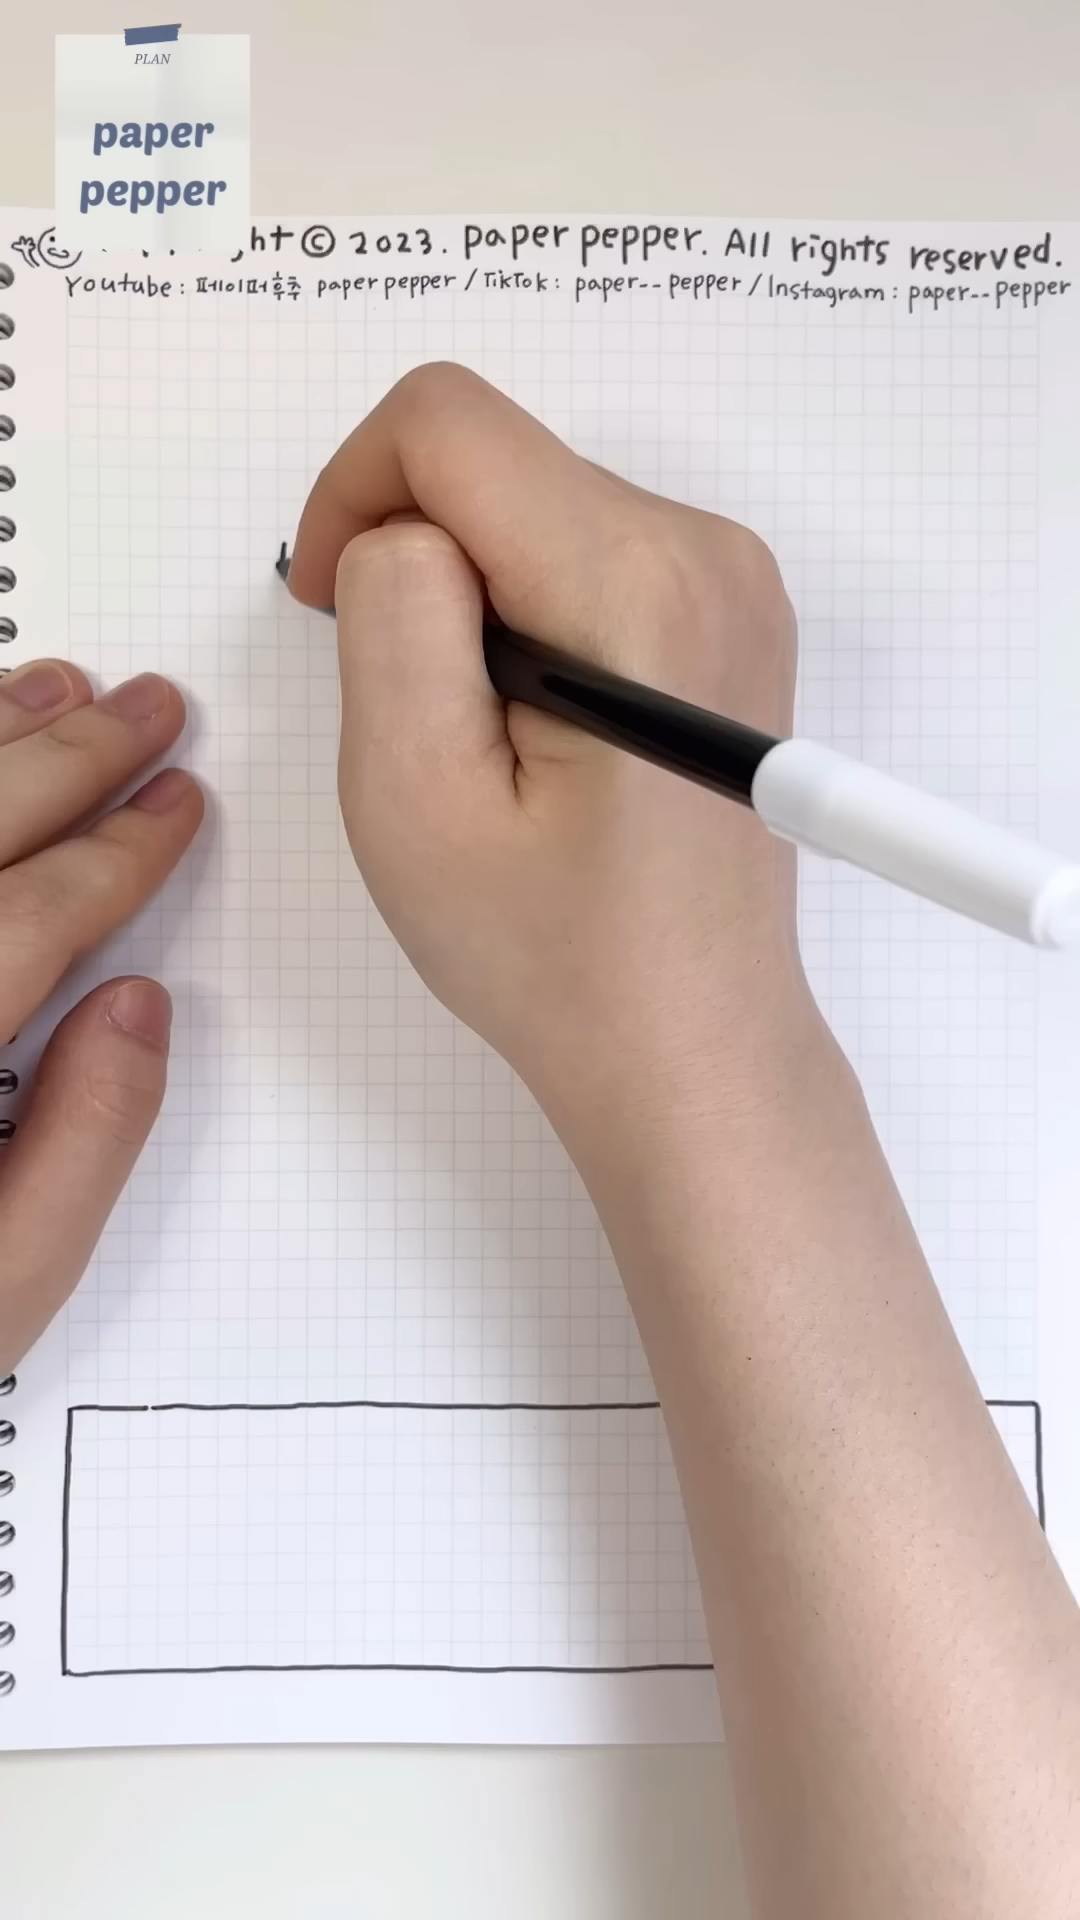 PLAN
paper
pepper
ht © 2023. paper pepper. All rights reserved.
Youtube : 페이퍼후추 paper pepper / TikTok : paper--pepper / Instagram : paper--pepper